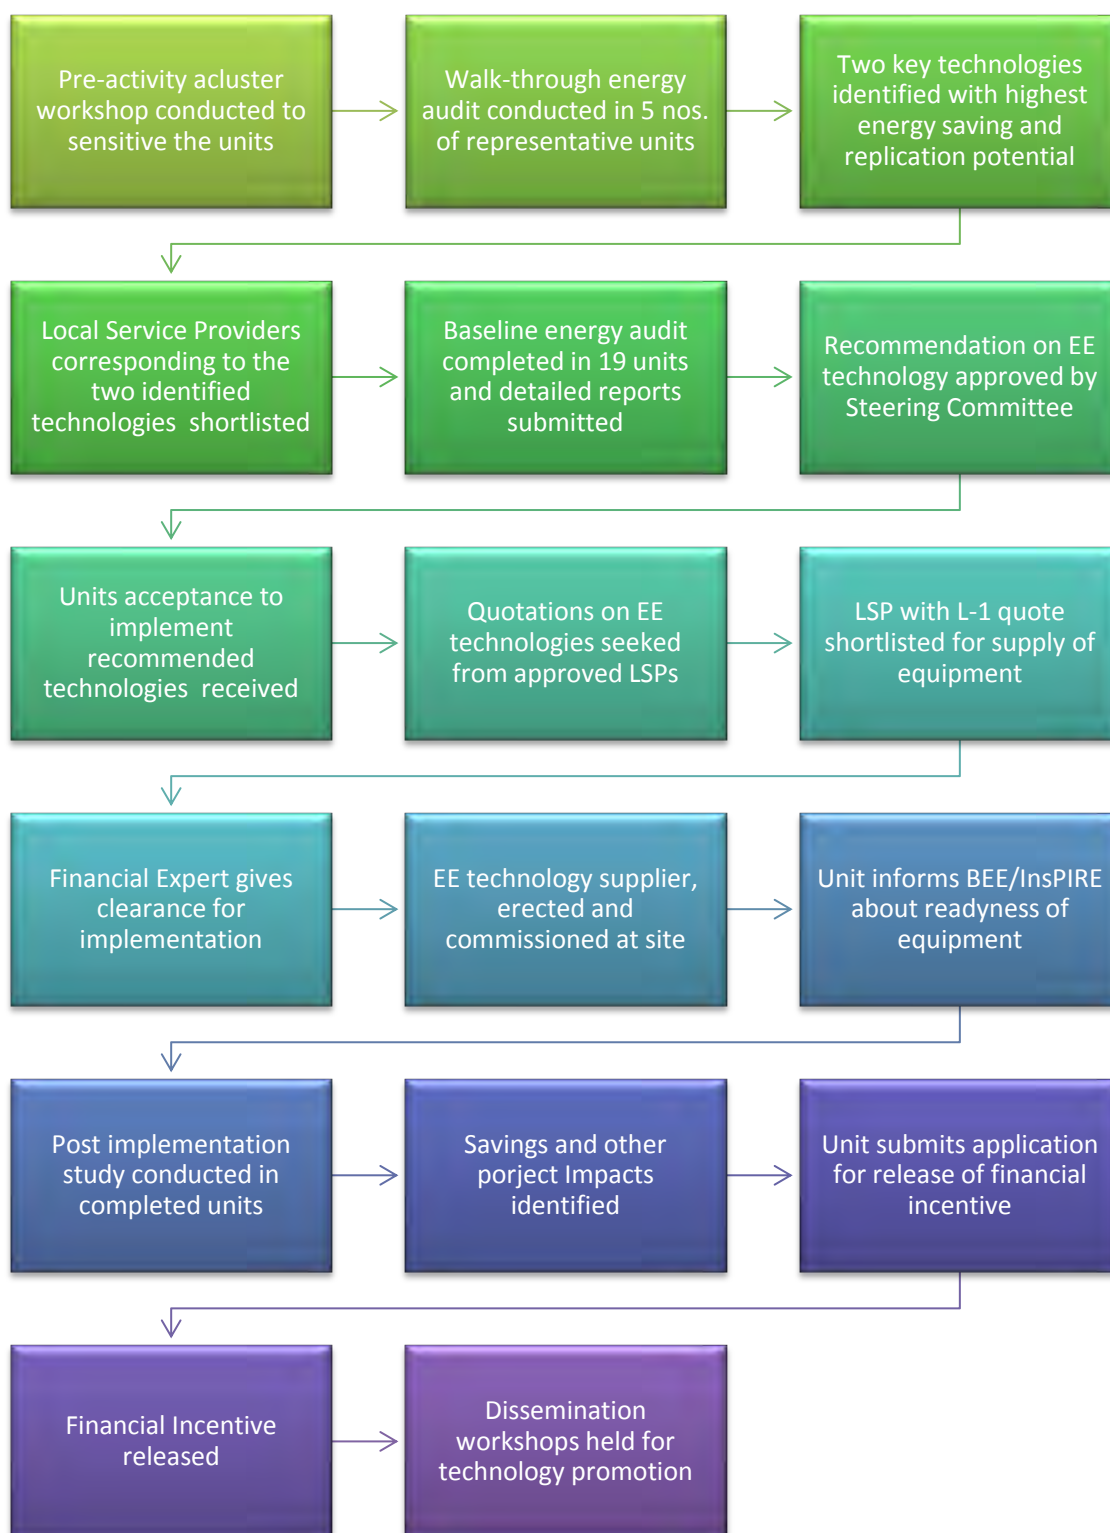 Pre-activity acluster
workshop conducted to
sensitive the units
Walk-through energy
audit conducted in 5 nos.
of representative units
Two key technologies
identified with highest
energy saving and
replication potential
Local Service Providers
corresponding to the
two identified
technologies shortlisted
Baseline energy audit
completed in 19 units
and detailed reports
submitted
Recommendation on EE
technology approved by
Steering Committee
Units acceptance to
implement
recommended
technologies received
Quotations on EE
technologies seeked
from approved LSPs
LSP with L-1 quote
shortlisted for supply of
equipment
Financial Expert gives
clearance for
implementation
EE technology supplier,
erected and
commissioned at site
Unit informs BEE/InsPIRE
about readyness of
equipment
Post implementation
study conducted in
completed units
Savings and other
porject Impacts
identified
Unit submits application
for release of financial
incentive
Financial Incentive
released
Dissemination
workshops held for
technology promotion